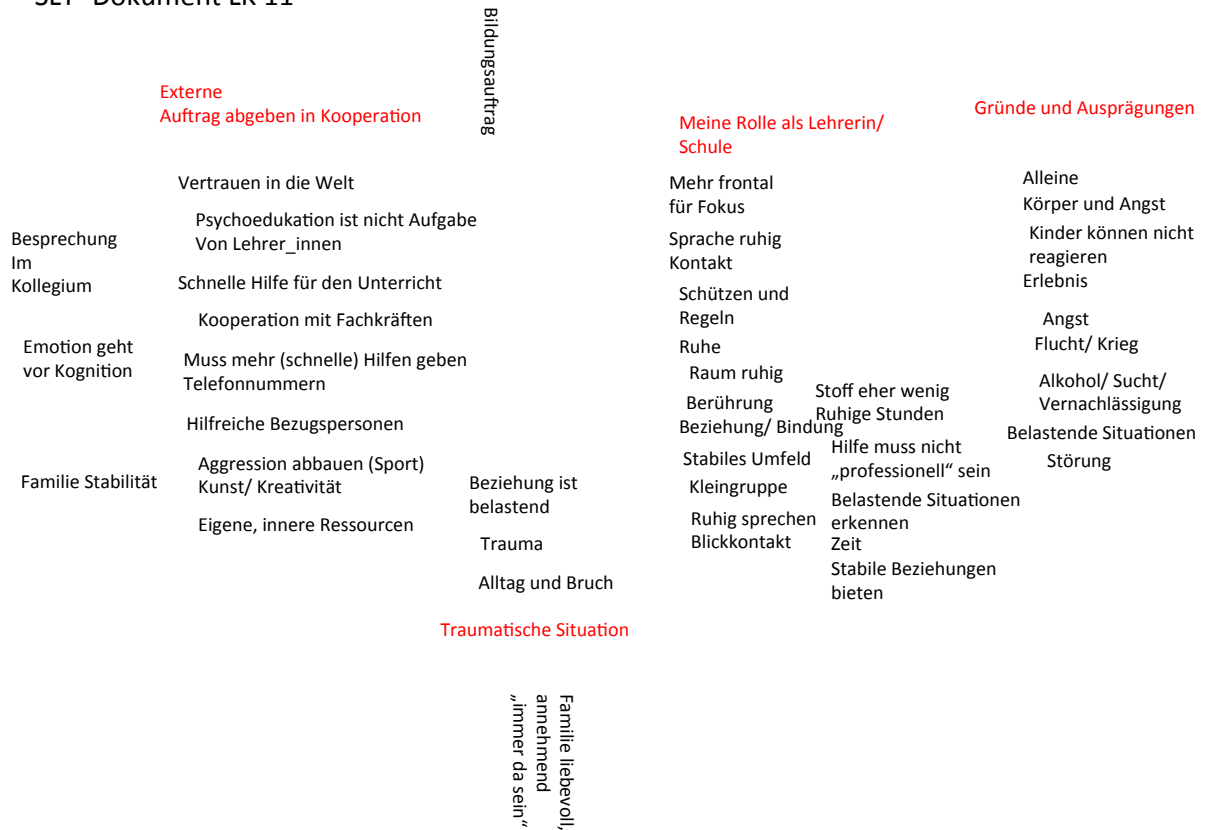 Bildungsauftrag
Externe
Auftrag abgeben in Kooperation
Vertrauen in die Welt
Psychoedukation ist nicht Aufgabe
Von Lehrer_innen
Besprechung
Im
Kollegium
Schnelle Hilfe für den Unterricht
Kooperation mit Fachkräften
Emotion geht
vor Kognition
Muss mehr (schnelle) Hilfen geben
Telefonnummern
Hilfreiche Bezugspersonen
Familie Stabilität
Aggression abbauen (Sport)
Kunst/ Kreativität
Eigene, innere Ressourcen
Beziehung ist
belastend
Trauma
Alltag und Bruch
Traumatische Situation
Familie liebevoll,
annehmend
„immer da sein“
Meine Rolle als Lehrerin/
Schule
Mehr frontal
für Fokus
Sprache ruhig
Kontakt
Schützen und
Regeln
Ruhe
Raum ruhig
Berührung
Beziehung/ Bindung
Stabiles Umfeld
Kleingruppe
Ruhig sprechen
Blickkontakt
Stoff eher wenig
Ruhige Stunden
Hilfe muss nicht
„professionell“ sein
Belastende Situationen
erkennen
Zeit
Stabile Beziehungen
bieten
Gründe und Ausprägungen
Alleine
Körper und Angst
Kinder können nicht
reagieren
Erlebnis
Angst
Flucht/ Krieg
Alkohol/ Sucht/
Vernachlässigung
Belastende Situationen
Störung